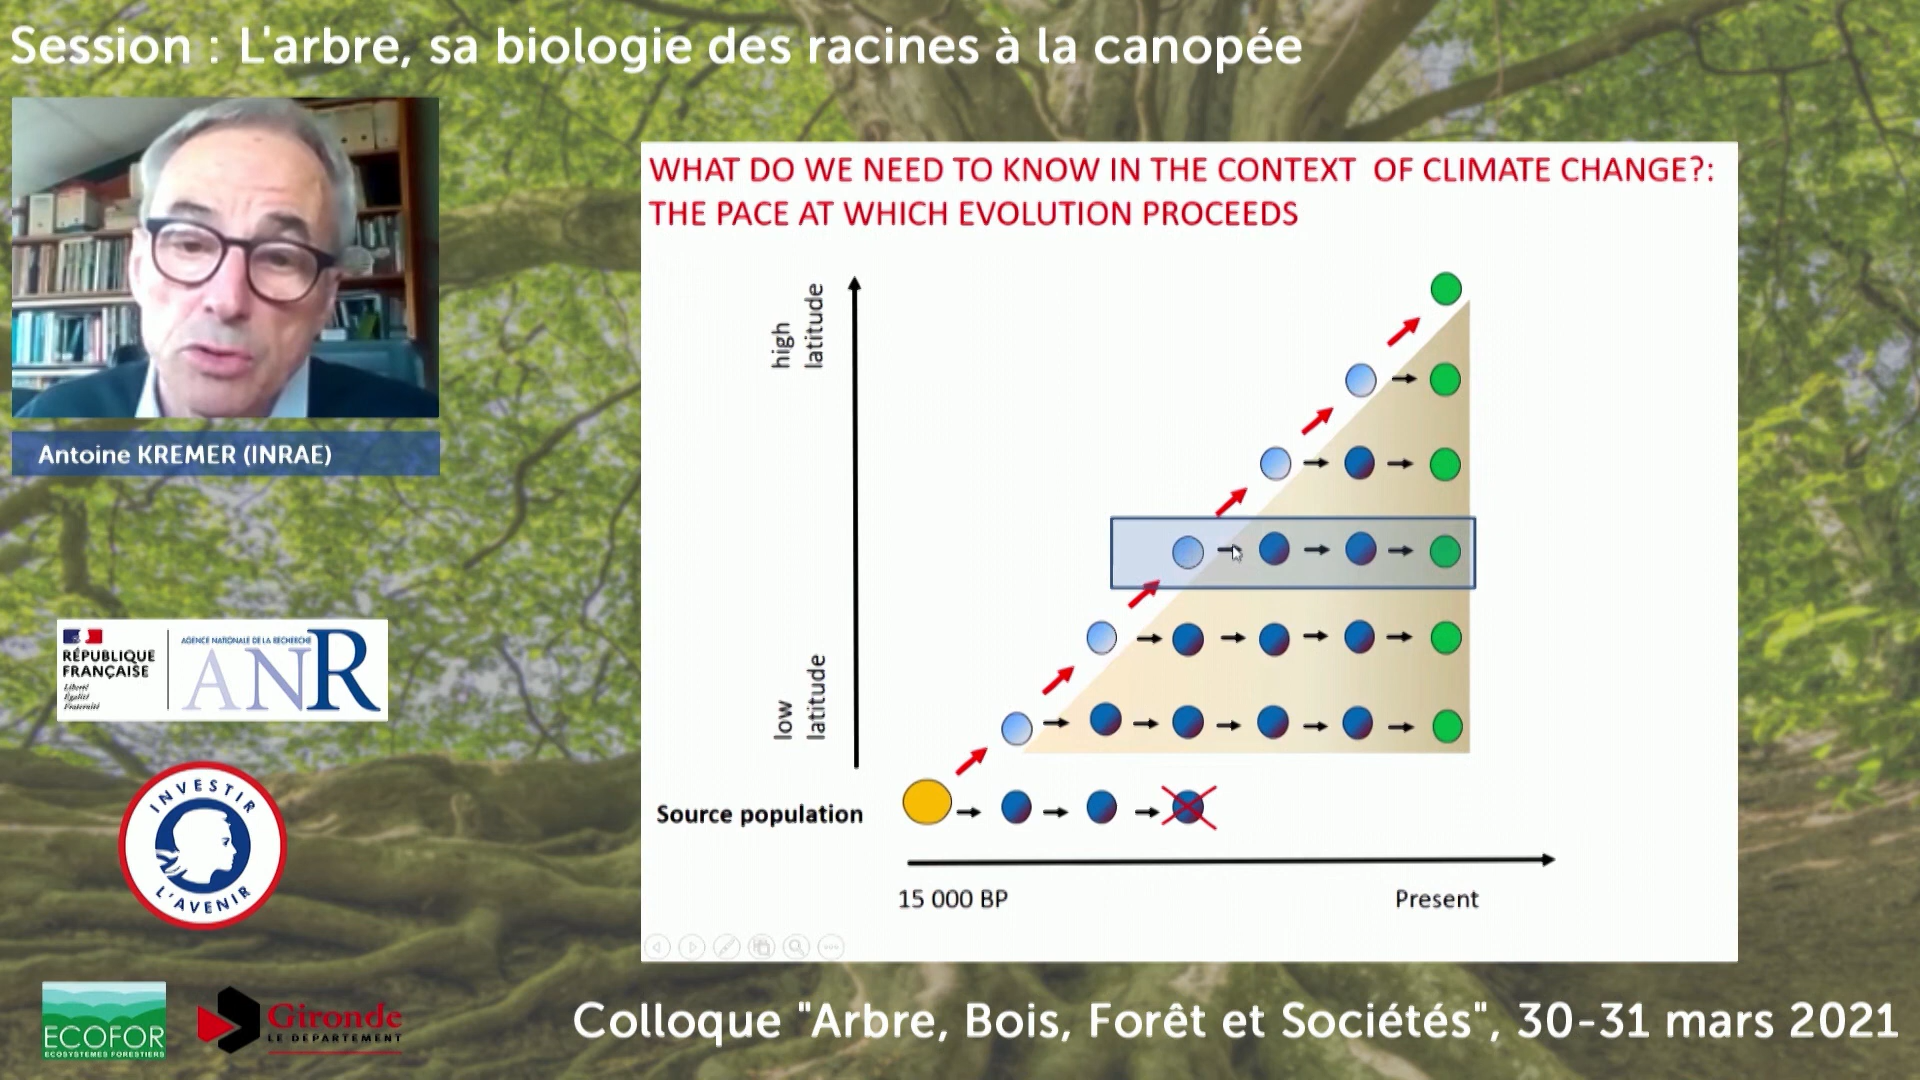 Session : L'arbre, sa biologie des racines à la canopée
Antoine KREMER (INRAE)
WHAT DO WE NEED TO KNOW IN THE CONTEXT OF CLIMATE CHANGE?:
THE PACE AT WHICH EVOLUTION PROCEEDS
high
latitude
low
latitude
Source population
15 000 BP
Present
RÉPUBLIQUE
FRANÇAISE
Liberté
Égalité
Fraternité
AGENCE NATIONALE DE LA RECHERCHE
ANR
INVESTIR
L'AVENIR
ECOFOR
ECOSYSTEMES FORESTIERS
Gironde
LE DEPARTEMENT
Colloque "Arbre, Bois, Forêt et Sociétés", 30-31 mars 2021